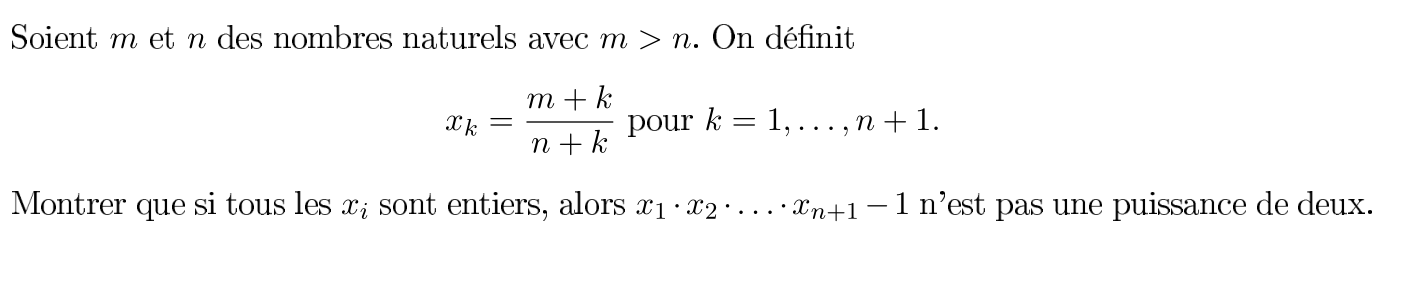 Soient m et n des nombres naturels avec m > n. On définit
x_k = \frac{m + k}{n + k} pour k = 1, . . . , n + 1.
Montrer que si tous les x_i sont entiers, alors x_1 · x_2 · . . . · x_{n+1} − 1 n'est pas une puissance de deux.